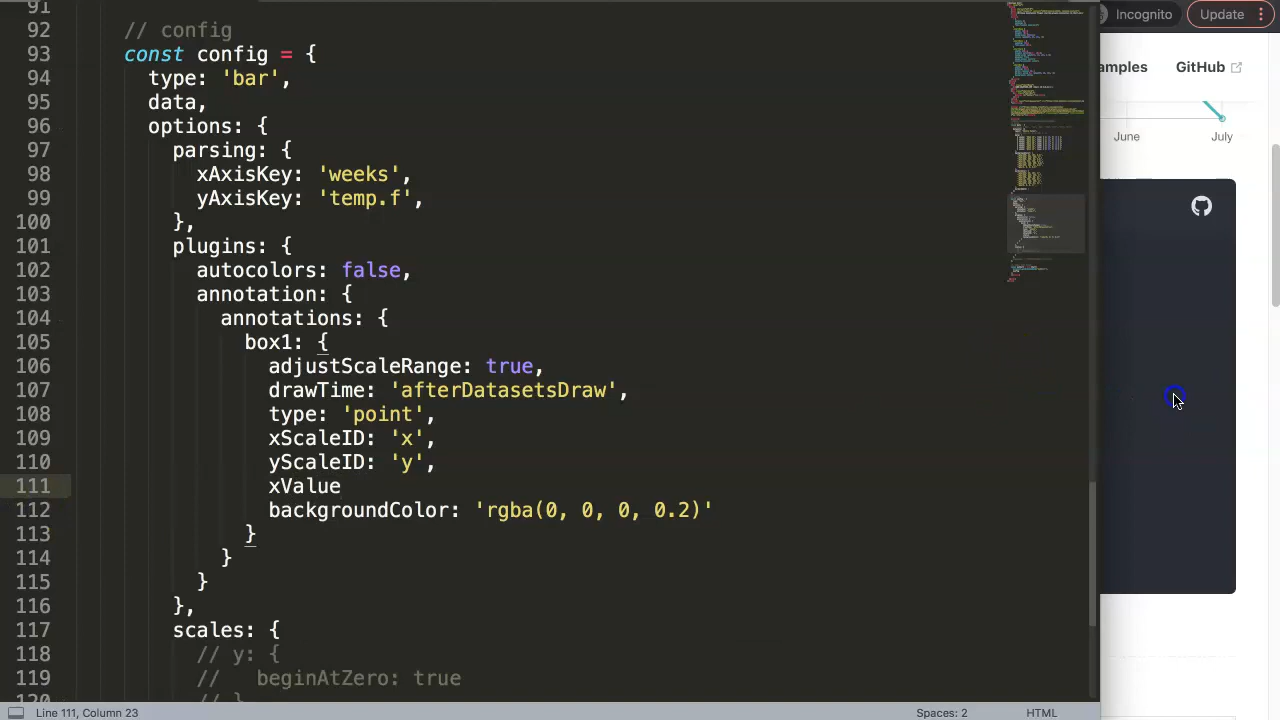 91
92 // config
93 const config = {
94 type: 'bar',
95 data,
96 options: {
97 parsing: {
98 xAxisKey: 'weeks',
99 yAxisKey: 'temp.f',
100 },
101 plugins: {
102 autocolors: false,
103 annotation: {
104 annotations: {
105 box1: {
106 adjustScaleRange: true,
107 drawTime: 'afterDatasetsDraw',
108 type: 'point',
109 xScaleID: 'x',
110 yScaleID: 'y',
111 xValue
112 backgroundColor: 'rgba(0, 0, 0, 0.2)'
113 }
114 }
115 }
116 },
117 scales: {
118 // y: {
119 //   beginAtZero: true
120 // }
Line 111, Column 23
Spaces: 2
HTML
Incognito
Update
amples
GitHub
June
July